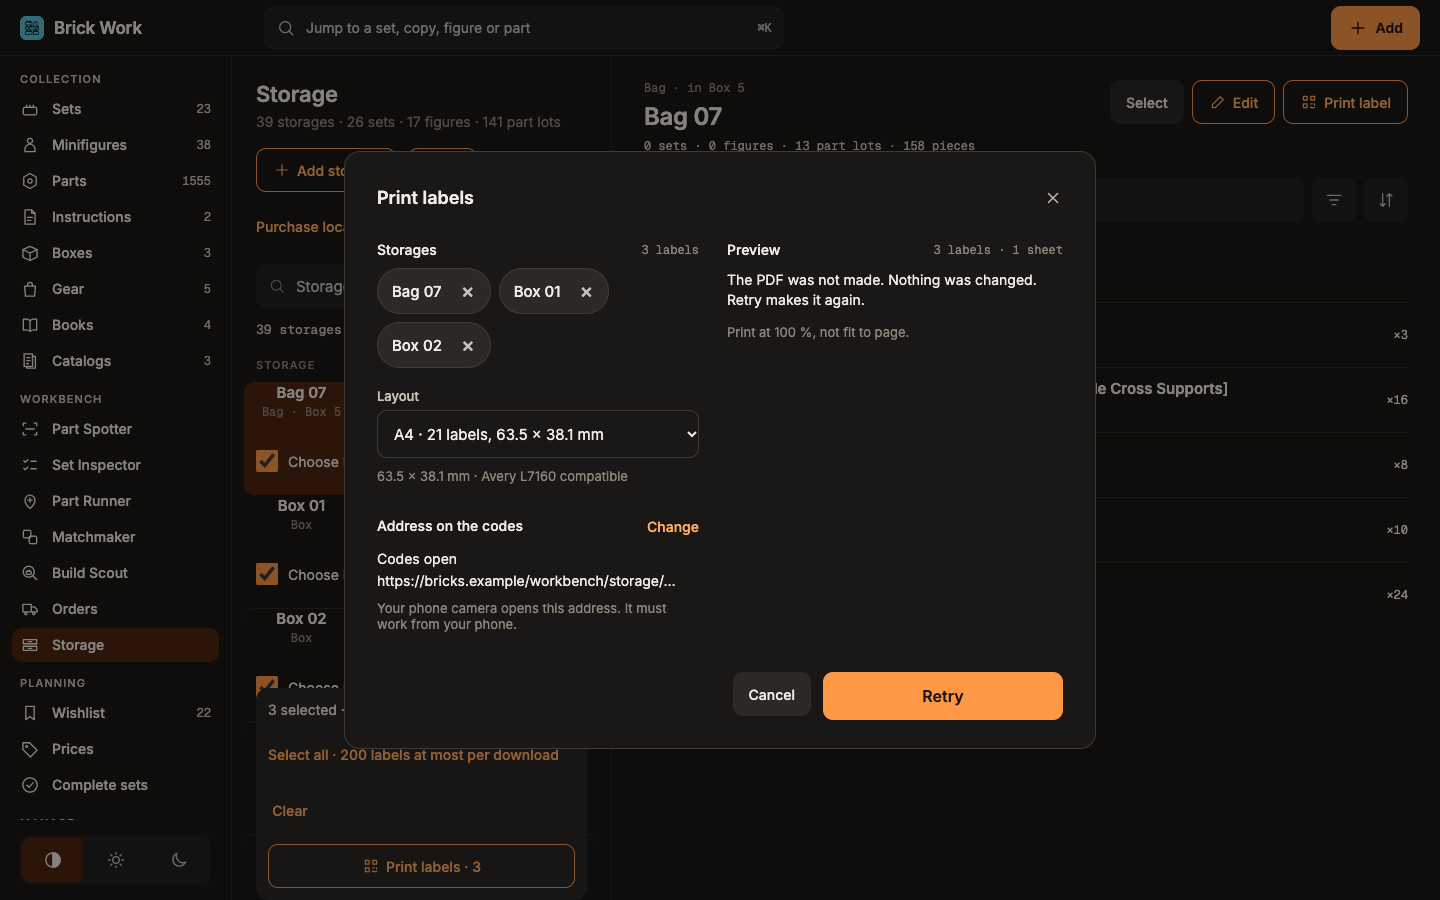 Brick Work
Jump to a set, copy, figure or part
⌘K
Add
COLLECTION
Sets 23
Minifigures 38
Parts 1555
Instructions 2
Boxes 3
Gear 5
Books 4
Catalogs 3
WORKBENCH
Part Spotter
Set Inspector
Part Runner
Matchmaker
Build Scout
Orders
Storage
PLANNING
Wishlist 22
Prices
Complete sets
Storage
39 storages · 26 sets · 17 figures · 141 part lots
Add sto
Purchase loca
Storag
39 storages
STORAGE
Bag 07
Bag · Box 5
Choose
Box 01
Box
Choose
Box 02
Box
Choose
3 selected ·
Select all · 200 labels at most per download
Clear
Print labels · 3
Bag · in Box 5
Bag 07
0 sets · 0 figures · 13 part lots · 158 pieces
Select
Edit
Print label
×3
le Cross Supports]
×16
×8
×10
×24
Print labels
Storages 3 labels
Bag 07 ×
Box 01 ×
Box 02 ×
Layout
A4 · 21 labels, 63.5 × 38.1 mm
63.5 × 38.1 mm · Avery L7160 compatible
Address on the codes Change
Codes open
https://bricks.example/workbench/storage/…
Your phone camera opens this address. It must
work from your phone.
Preview 3 labels · 1 sheet
The PDF was not made. Nothing was changed.
Retry makes it again.
Print at 100 %, not fit to page.
Cancel
Retry